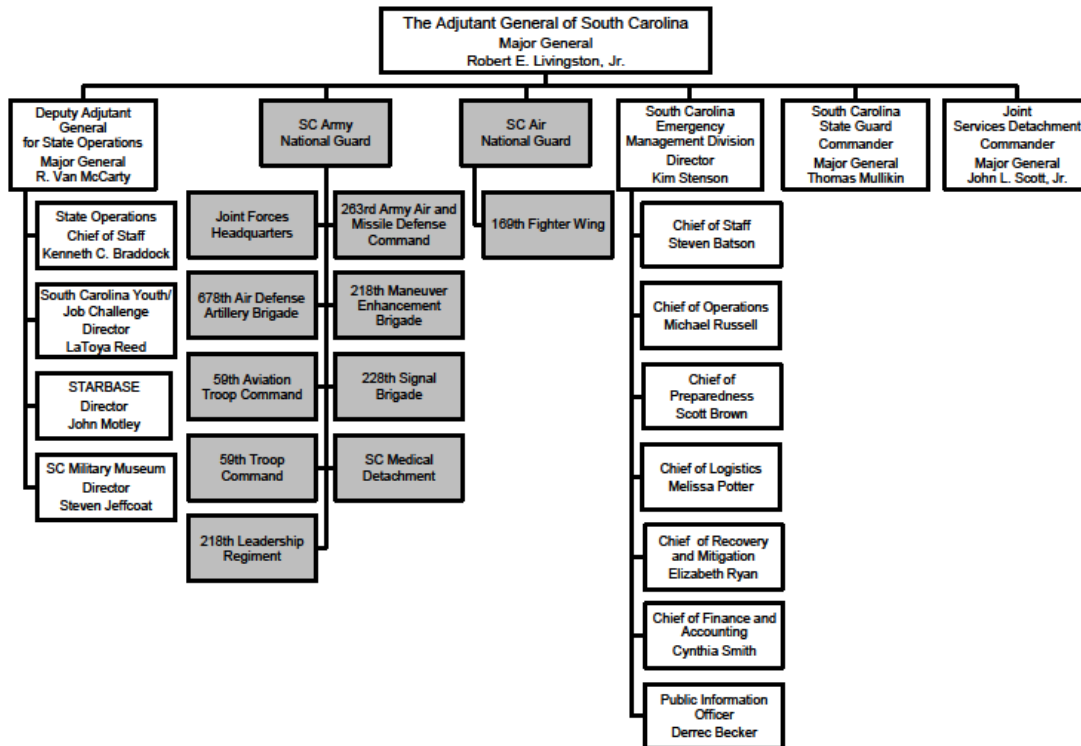 The Adjutant General of South Carolina
Major General
Robert E. Livingston, Jr.
Deputy Adjutant
General
for State Operations
Major General
R. Van McCarty
SC Army
National Guard
SC Air
National Guard
South Carolina
Emergency
Management Division
Director
Kim Stenson
South Carolina
State Guard
Commander
Major General
Thomas Mullikin
Joint
Services Detachment
Commander
Major General
John L. Scott, Jr.
State Operations
Chief of Staff
Kenneth C. Braddock
South Carolina Youth/
Job Challenge
Director
LaToya Reed
STARBASE
Director
John Motley
SC Military Museum
Director
Steven Jeffcoat
Joint Forces
Headquarters
263rd Army Air and
Missile Defense
Command
678th Air Defense
Artillery Brigade
218th Maneuver
Enhancement
Brigade
59th Aviation
Troop Command
228th Signal
Brigade
59th Troop
Command
SC Medical
Detachment
218th Leadership
Regiment
169th Fighter Wing
Chief of Staff
Steven Batson
Chief of Operations
Michael Russell
Chief of
Preparedness
Scott Brown
Chief of Logistics
Melissa Potter
Chief of Recovery
and Mitigation
Elizabeth Ryan
Chief of Finance and
Accounting
Cynthia Smith
Public Information
Officer
Derrec Becker